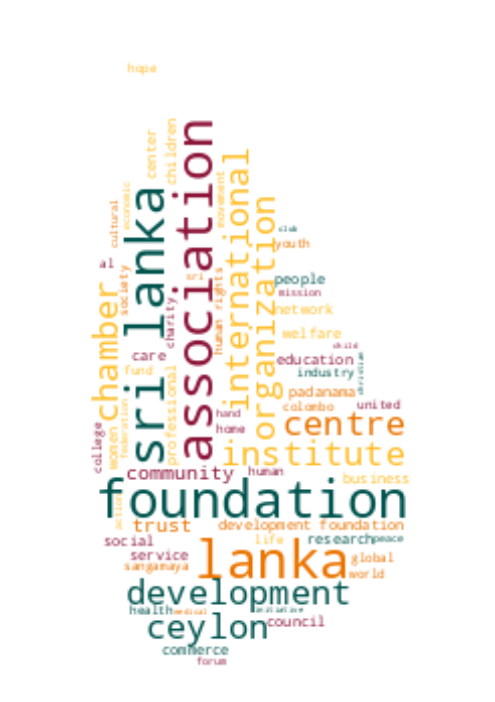 hope
association
children
center
international
movement
economic
sri lanka
organization
cultural
club
youth
al
society
sri
human rights
people
mission
chamber
charity
network
welfare
child
care
education
christian
fund
industry
professional
padanama
women
federation
colombo
united
hand
home
centre
college
institute
community
human
business
foundation
action
trust
development foundation
social
life
research
peace
service
lanka
global
sangamaya
world
development
health
medical
initiative
ceylon
council
commerce
forum